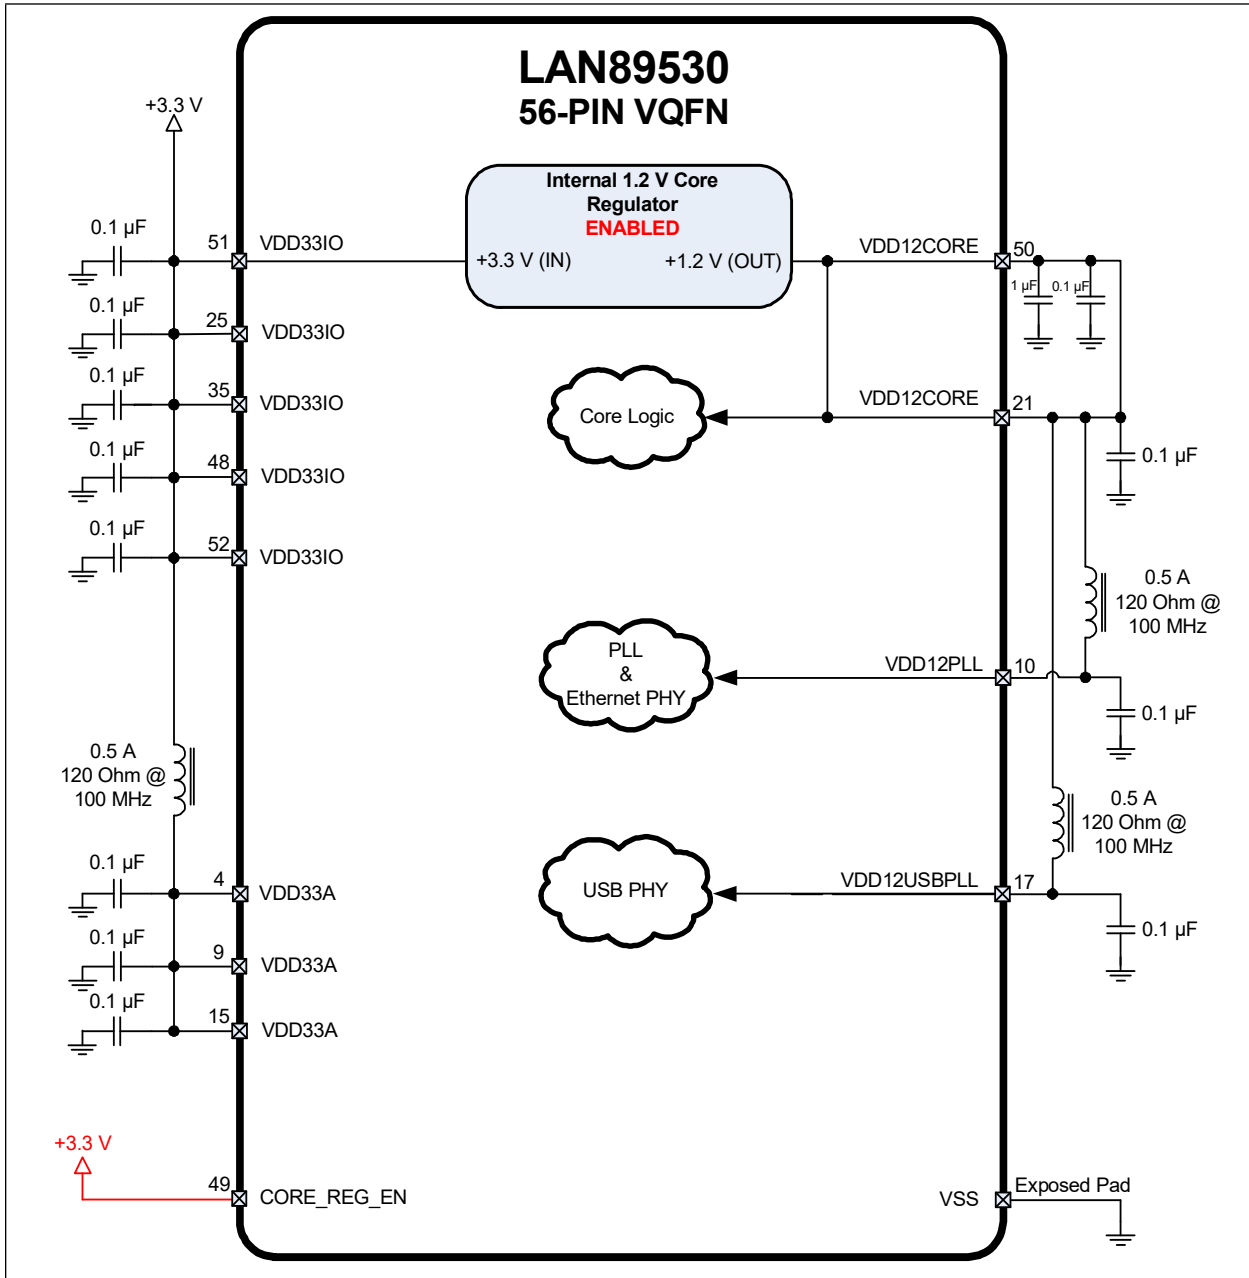 LAN89530
56-PIN VQFN
+3.3 V
Internal 1.2 V Core
Regulator
ENABLED
+3.3 V (IN)
+1.2 V (OUT)
0.1 µF
51
VDD33IO
VDD12CORE
50
1 µF
0.1 µF
0.1 µF
25
VDD33IO
0.1 µF
35
VDD33IO
Core Logic
VDD12CORE
21
0.1 µF
0.1 µF
48
VDD33IO
0.1 µF
52
VDD33IO
0.5 A
120 Ohm @
100 MHz
PLL
&
Ethernet PHY
VDD12PLL
10
0.1 µF
0.5 A
120 Ohm @
100 MHz
0.5 A
120 Ohm @
100 MHz
0.1 µF
4
VDD33A
USB PHY
VDD12USBPLL
17
0.1 µF
0.1 µF
9
VDD33A
0.1 µF
15
VDD33A
+3.3 V
49
CORE_REG_EN
VSS
Exposed Pad